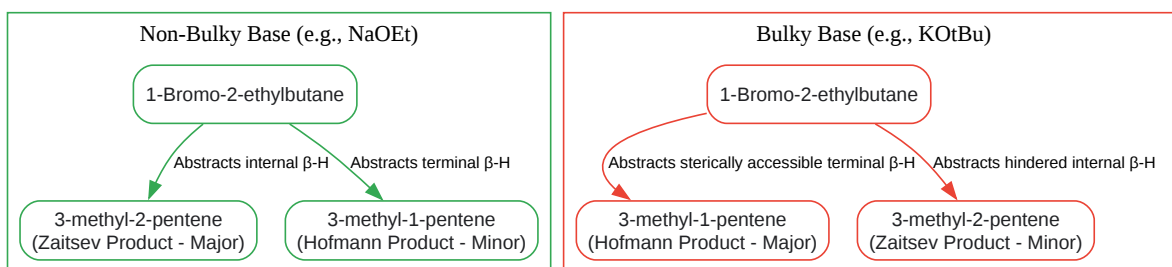 Non-Bulky Base (e.g., NaOEt)
1-Bromo-2-ethylbutane
Abstracts internal β-H
Abstracts terminal β-H
3-methyl-2-pentene
(Zaitsev Product - Major)
3-methyl-1-pentene
(Hofmann Product - Minor)
Bulky Base (e.g., KOtBu)
1-Bromo-2-ethylbutane
Abstracts sterically accessible terminal β-H
Abstracts hindered internal β-H
3-methyl-1-pentene
(Hofmann Product - Major)
3-methyl-2-pentene
(Zaitsev Product - Minor)